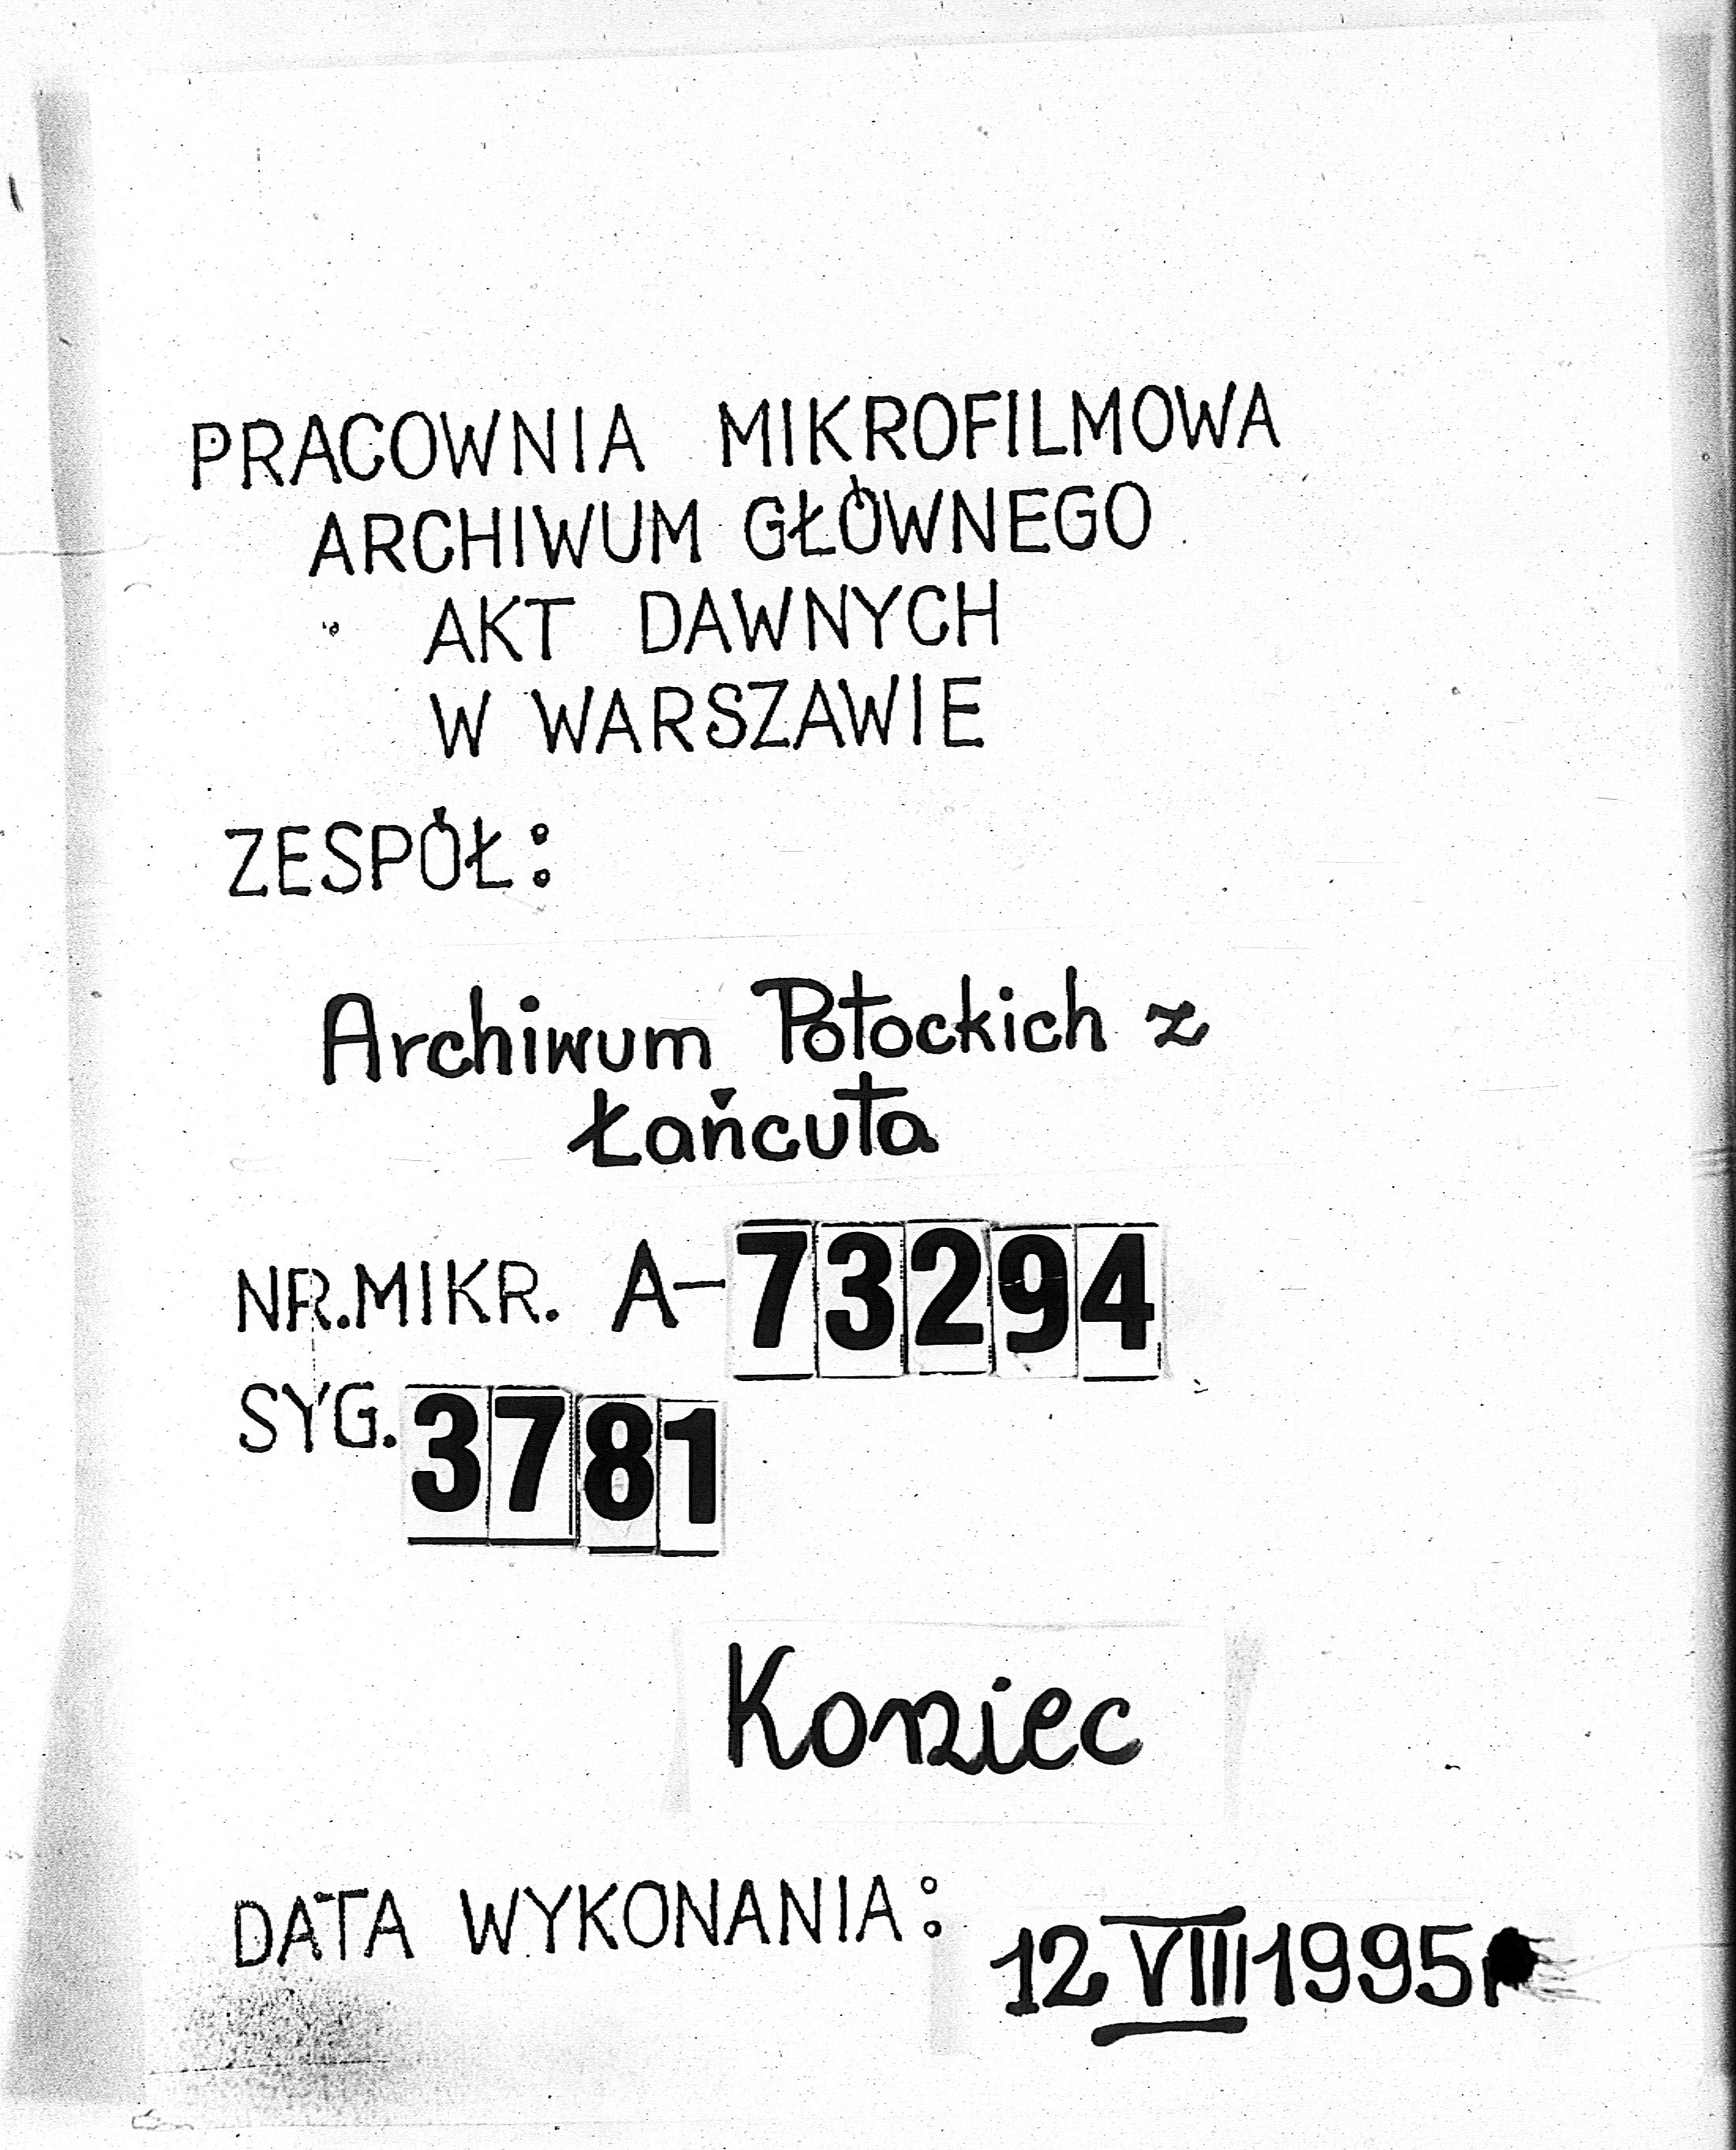 PRACOWNIA MIKROFILMOWA
ARCHIWUM GŁÓWNEGO
AKT DAWNYCH
W WARSZAWIE
ZESPÓŁ:
Archiwum Potockich z
Łańcuta
NR.MIKR. A-73294
SYG. 3781
Koniec
DATA WYKONANIA: 12 VIII 1995r